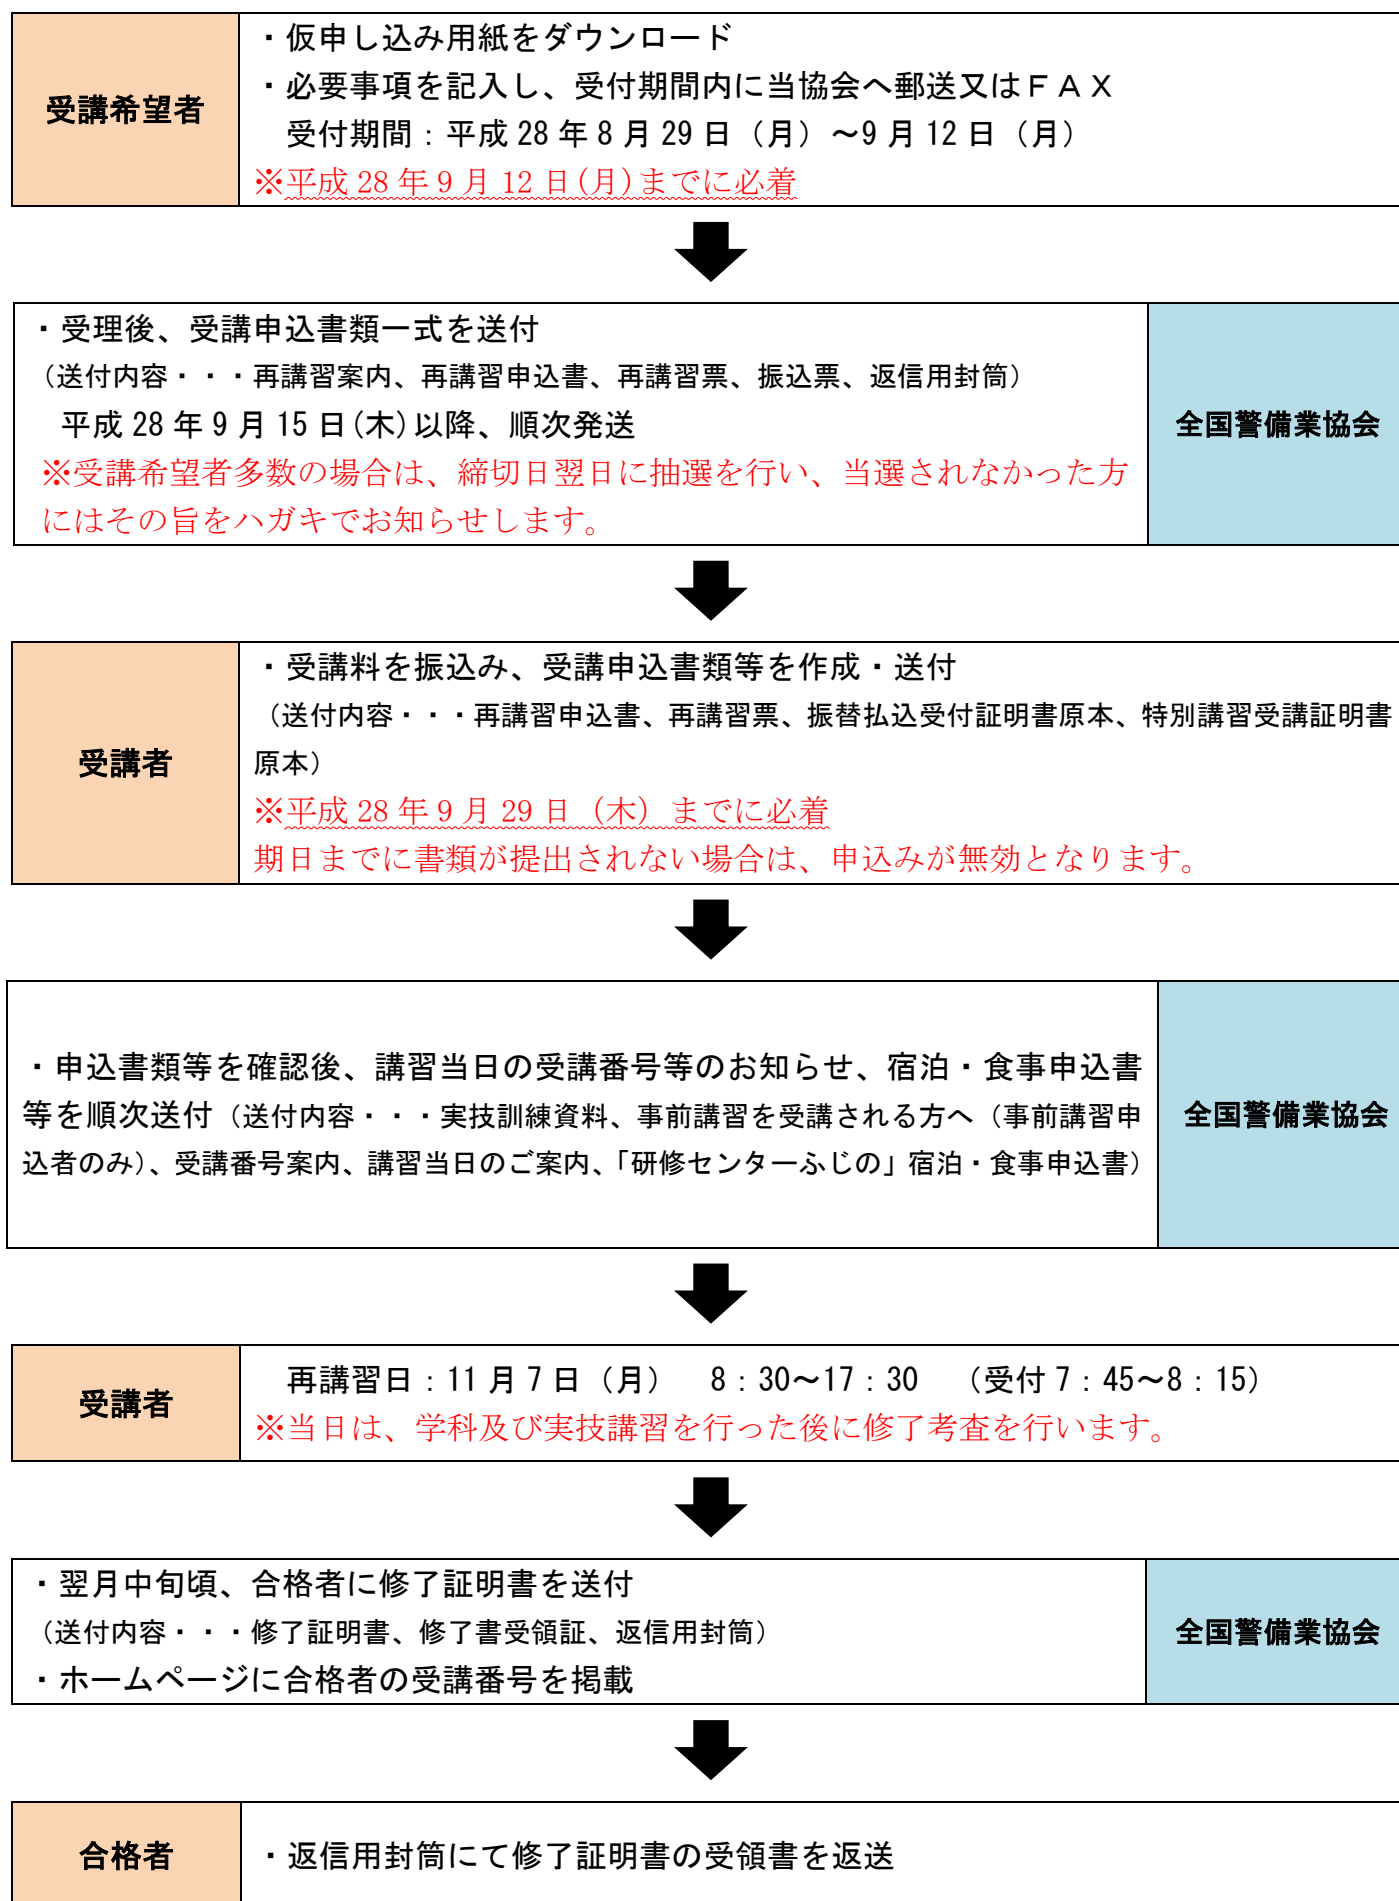 受講希望者
・仮申し込み用紙をダウンロード
・必要事項を記入し、受付期間内に当協会へ郵送又はＦＡＸ
受付期間：平成 28 年 8 月 29 日（月）～9 月 12 日（月）
※平成 28 年 9 月 12 日(月)までに必着
・受理後、受講申込書類一式を送付
（送付内容・・・再講習案内、再講習申込書、再講習票、振込票、返信用封筒）
平成 28 年 9 月 15 日(木)以降、順次発送
※受講希望者多数の場合は、締切日翌日に抽選を行い、当選されなかった方
にはその旨をハガキでお知らせします。
全国警備業協会
受講者
・受講料を振込み、受講申込書類等を作成・送付
（送付内容・・・再講習申込書、再講習票、振替払込受付証明書原本、特別講習受講証明書
原本）
※平成 28 年 9 月 29 日（木）までに必着
期日までに書類が提出されない場合は、申込みが無効となります。
・申込書類等を確認後、講習当日の受講番号等のお知らせ、宿泊・食事申込書
等を順次送付（送付内容・・・実技訓練資料、事前講習を受講される方へ（事前講習申
込者のみ）、受講番号案内、講習当日のご案内、「研修センターふじの」宿泊・食事申込書）
全国警備業協会
受講者
再講習日：11 月 7 日（月）　8：30～17：30　（受付 7：45～8：15）
※当日は、学科及び実技講習を行った後に修了考査を行います。
・翌月中旬頃、合格者に修了証明書を送付
（送付内容・・・修了証明書、修了書受領証、返信用封筒）
・ホームページに合格者の受講番号を掲載
全国警備業協会
合格者
・返信用封筒にて修了証明書の受領書を返送